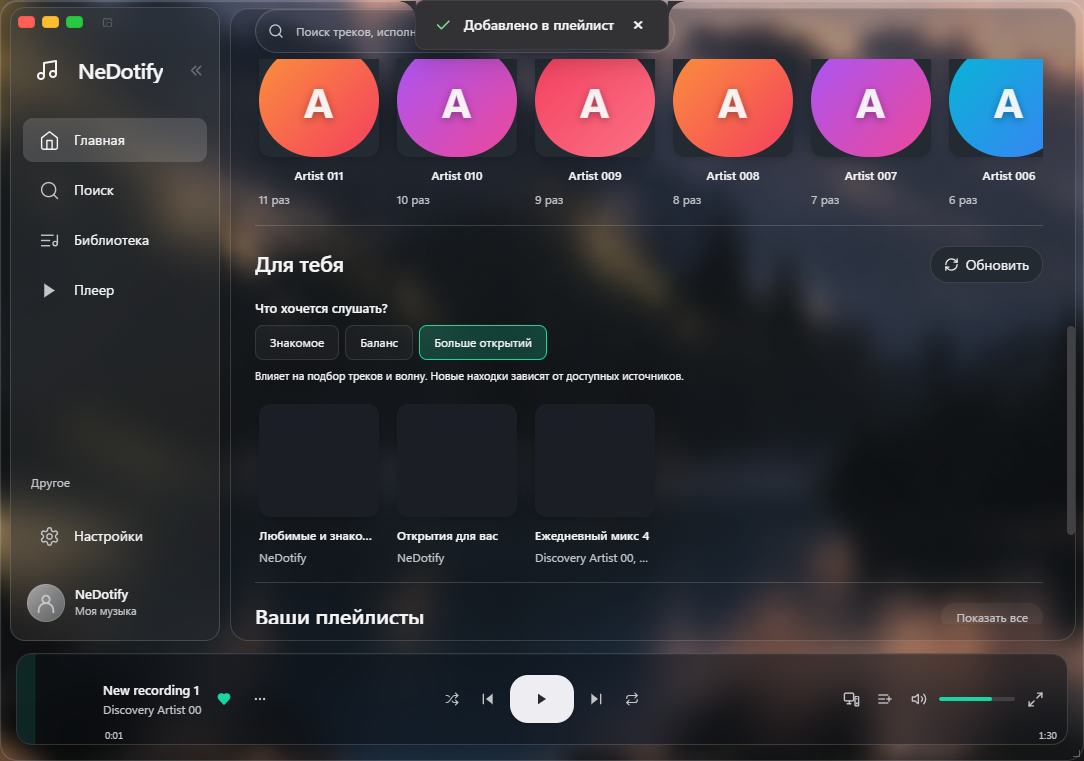 Добавлено в плейлист
Поиск треков, исполн
NeDotify
Главная
Поиск
Библиотека
Плеер
Другое
Настройки
NeDotify
Моя музыка
A A A A A A
Artist 011 Artist 010 Artist 009 Artist 008 Artist 007 Artist 006
11 раз 10 раз 9 раз 8 раз 7 раз 6 раз
Для тебя
Обновить
Что хочется слушать?
Знакомое Баланс Больше открытий
Влияет на подбор треков и волну. Новые находки зависят от доступных источников.
Любимые и знако... Открытия для вас Ежедневный микс 4
NeDotify NeDotify Discovery Artist 00, ...
Ваши плейлисты
Показать все
New recording 1
Discovery Artist 00
0:01
1:30